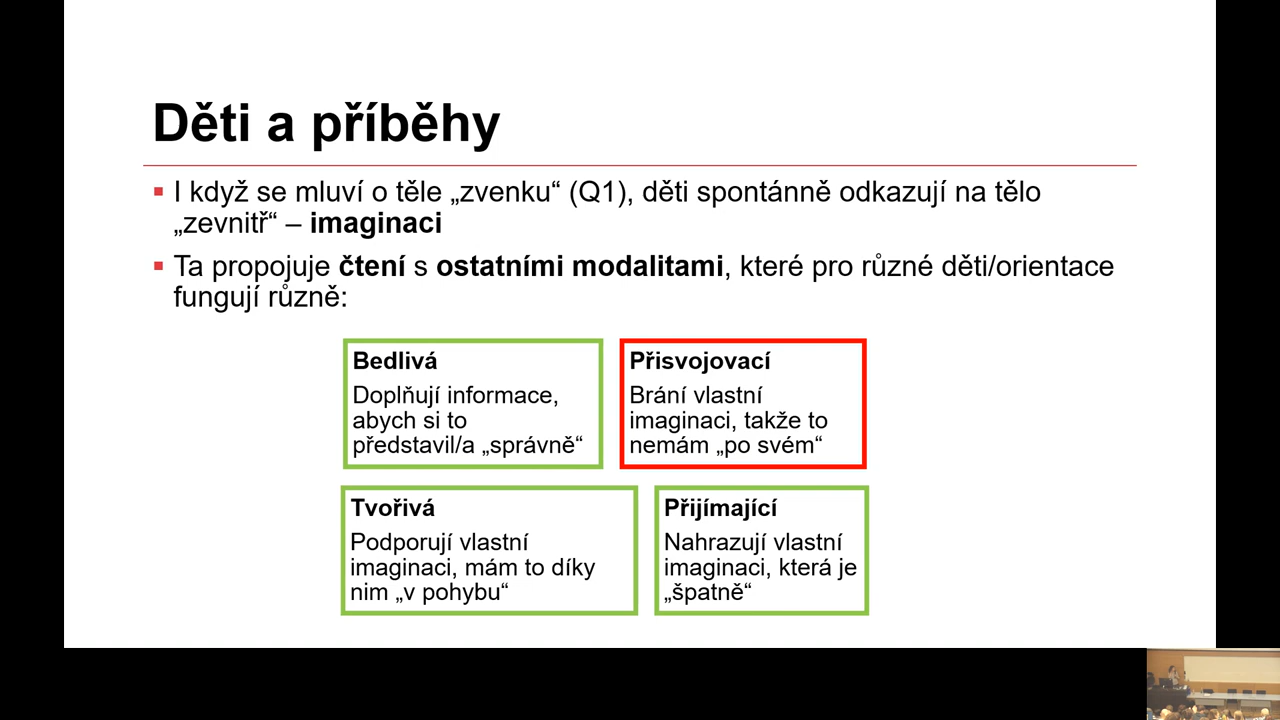 Děti a příběhy
I když se mluví o těle „zvenku“ (Q1), děti spontánně odkazují na tělo
„zevnitř“ – imaginaci
Ta propojuje čtení s ostatními modalitami, které pro různé děti/orientace
fungují různě:
Bedlivá
Doplňují informace,
abych si to
představil/a „správně“
Přisvojovací
Brání vlastní
imaginaci, takže to
nemám „po svém“
Tvořivá
Podporují vlastní
imaginaci, mám to díky
nim „v pohybu“
Přijímající
Nahrazují vlastní
imaginaci, která je
„špatně“